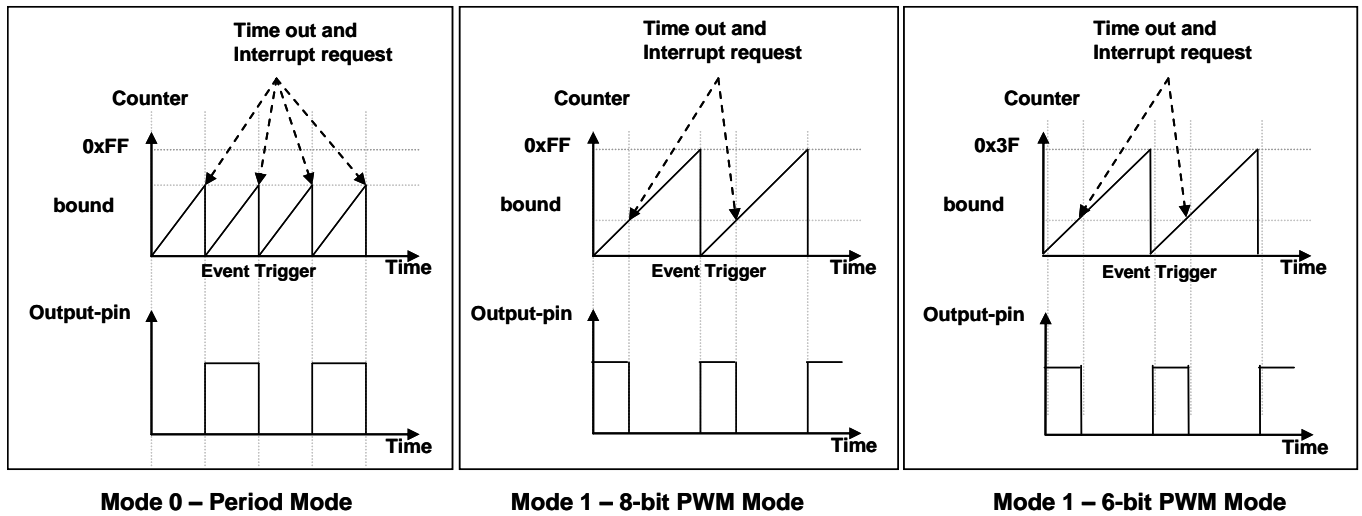 Time out and
Interrupt request
Counter
0xFF
bound
Event Trigger
Time
Output-pin
Time
Mode 0 – Period Mode
Time out and
Interrupt request
Counter
0xFF
bound
Event Trigger
Time
Output-pin
Time
Mode 1 – 8-bit PWM Mode
Time out and
Interrupt request
Counter
0x3F
bound
Event Trigger
Time
Output-pin
Time
Mode 1 – 6-bit PWM Mode